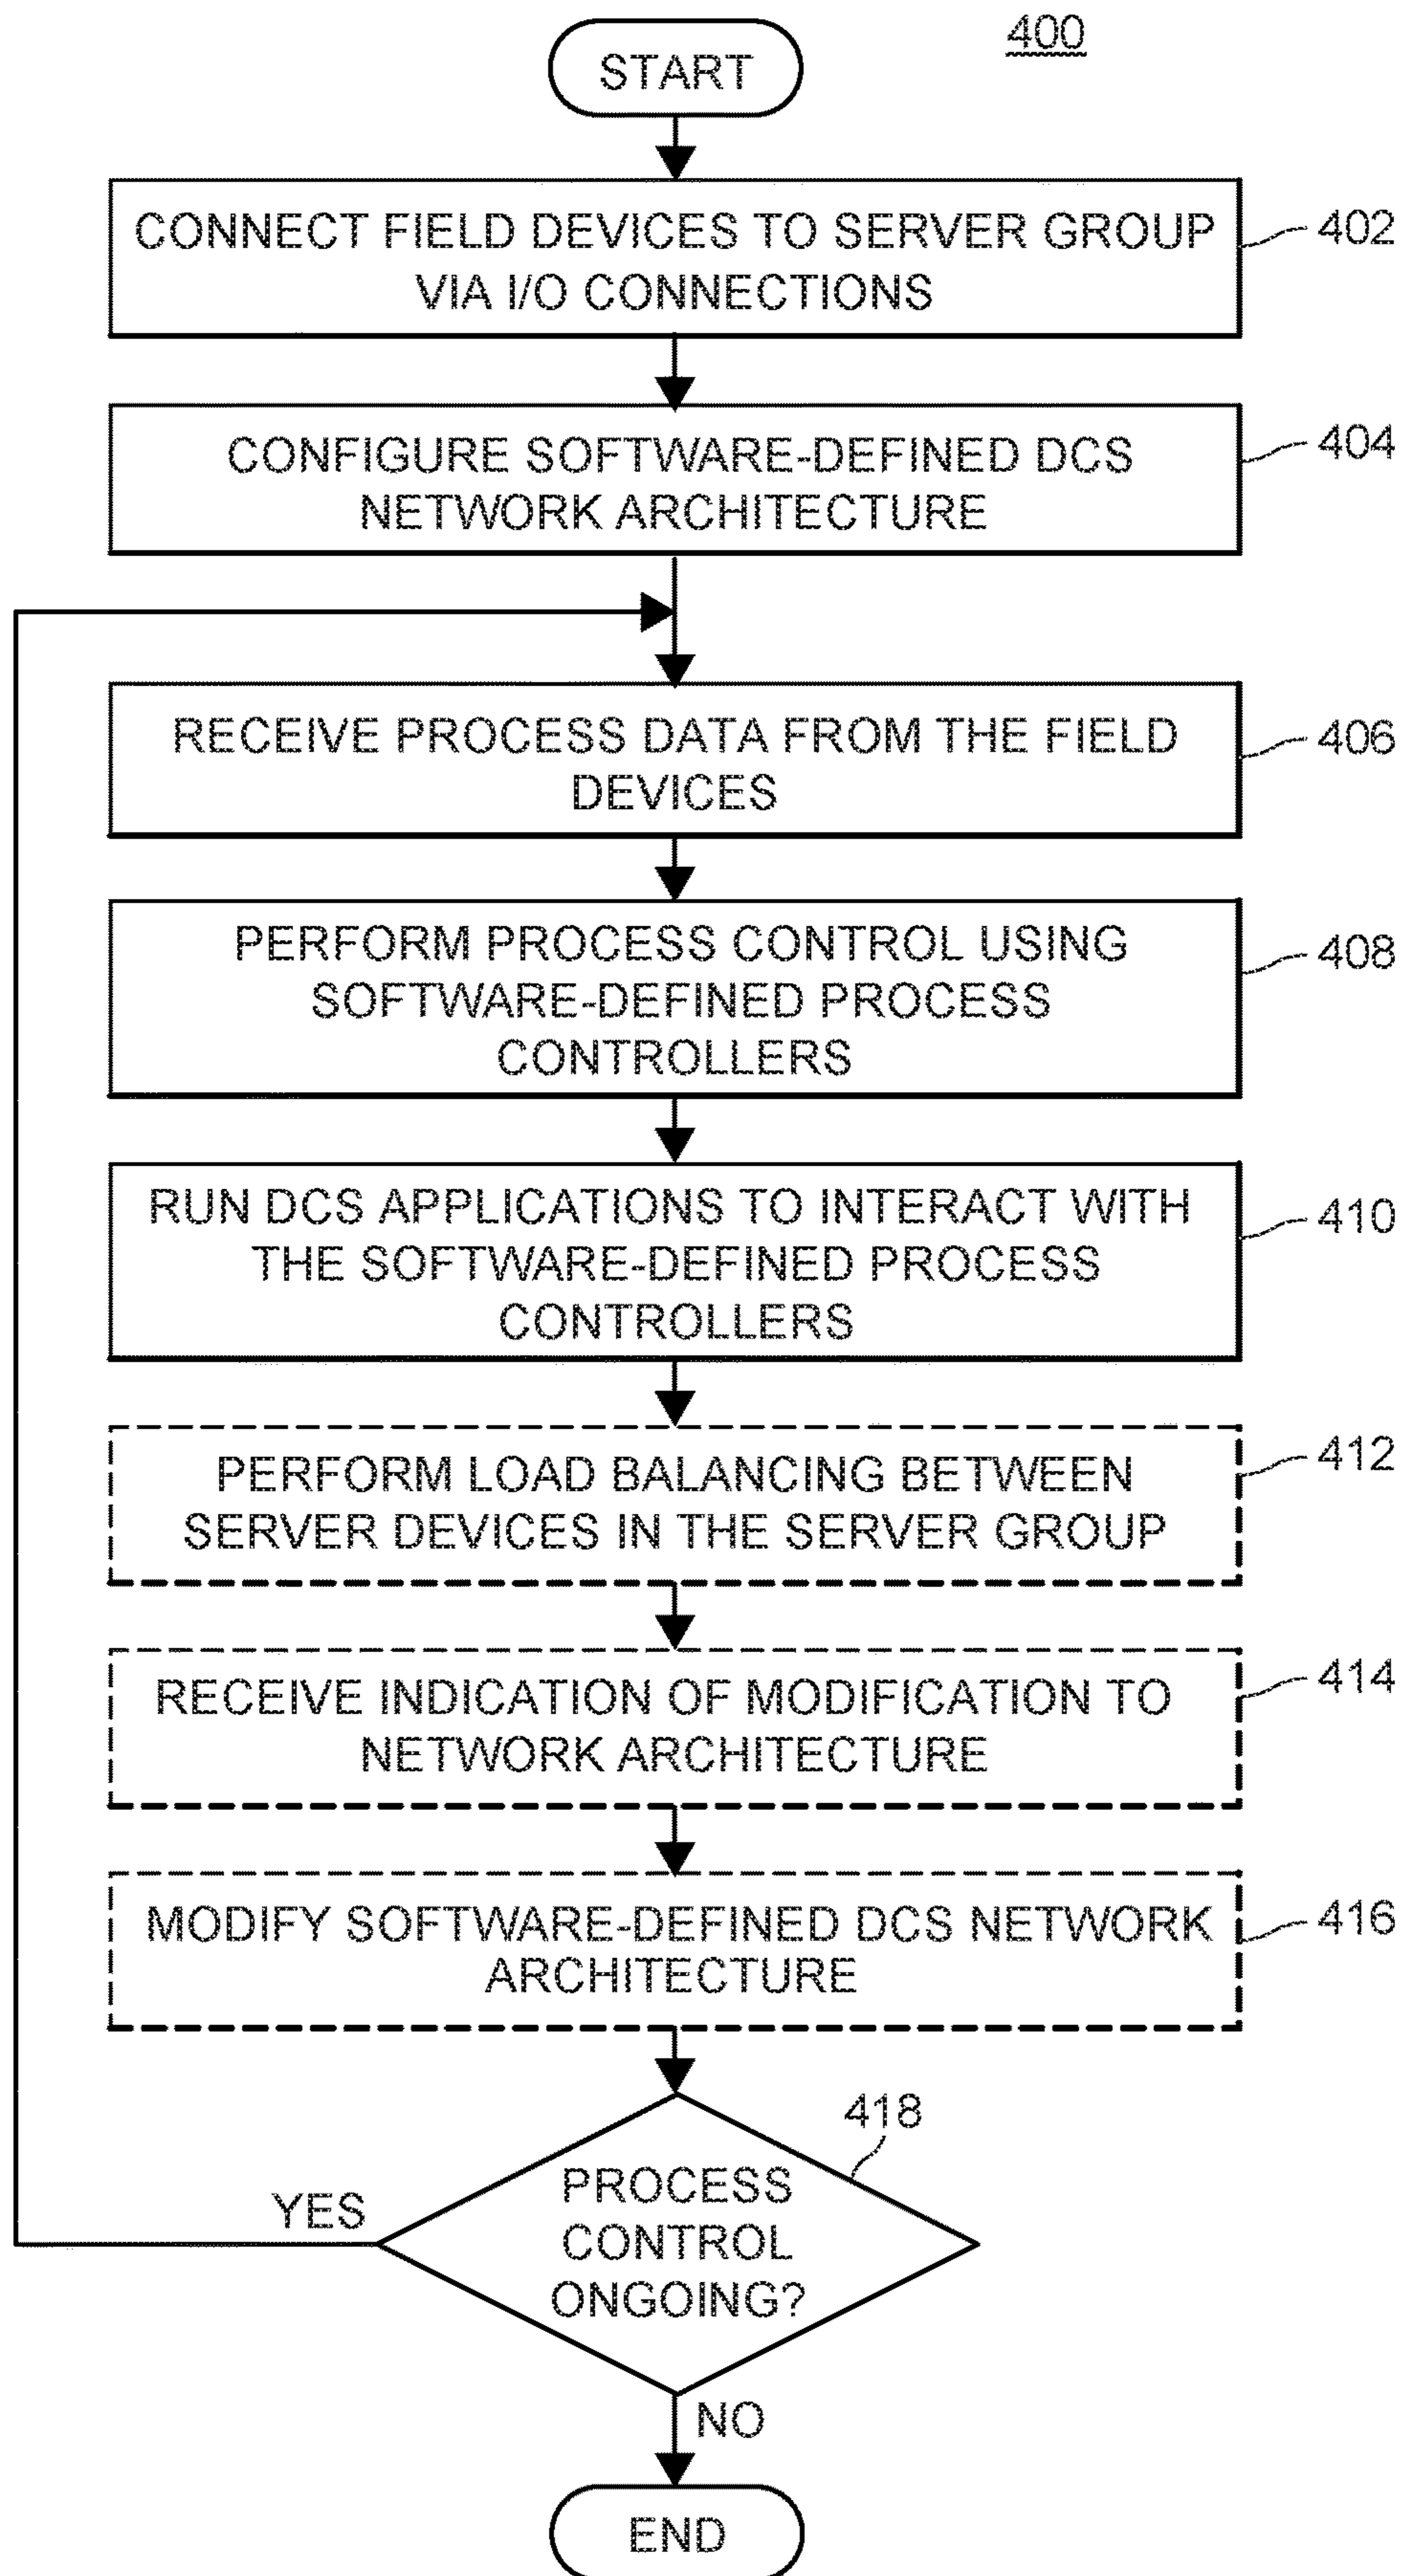 400
START
CONNECT FIELD DEVICES TO SERVER GROUP
VIA I/O CONNECTIONS
402
CONFIGURE SOFTWARE-DEFINED DCS
NETWORK ARCHITECTURE
404
RECEIVE PROCESS DATA FROM THE FIELD
DEVICES
406
PERFORM PROCESS CONTROL USING
SOFTWARE-DEFINED PROCESS
CONTROLLERS
408
RUN DCS APPLICATIONS TO INTERACT WITH
THE SOFTWARE-DEFINED PROCESS
CONTROLLERS
410
PERFORM LOAD BALANCING BETWEEN
SERVER DEVICES IN THE SERVER GROUP
412
RECEIVE INDICATION OF MODIFICATION TO
NETWORK ARCHITECTURE
414
MODIFY SOFTWARE-DEFINED DCS NETWORK
ARCHITECTURE
416
418
PROCESS
CONTROL
ONGOING?
YES
NO
END